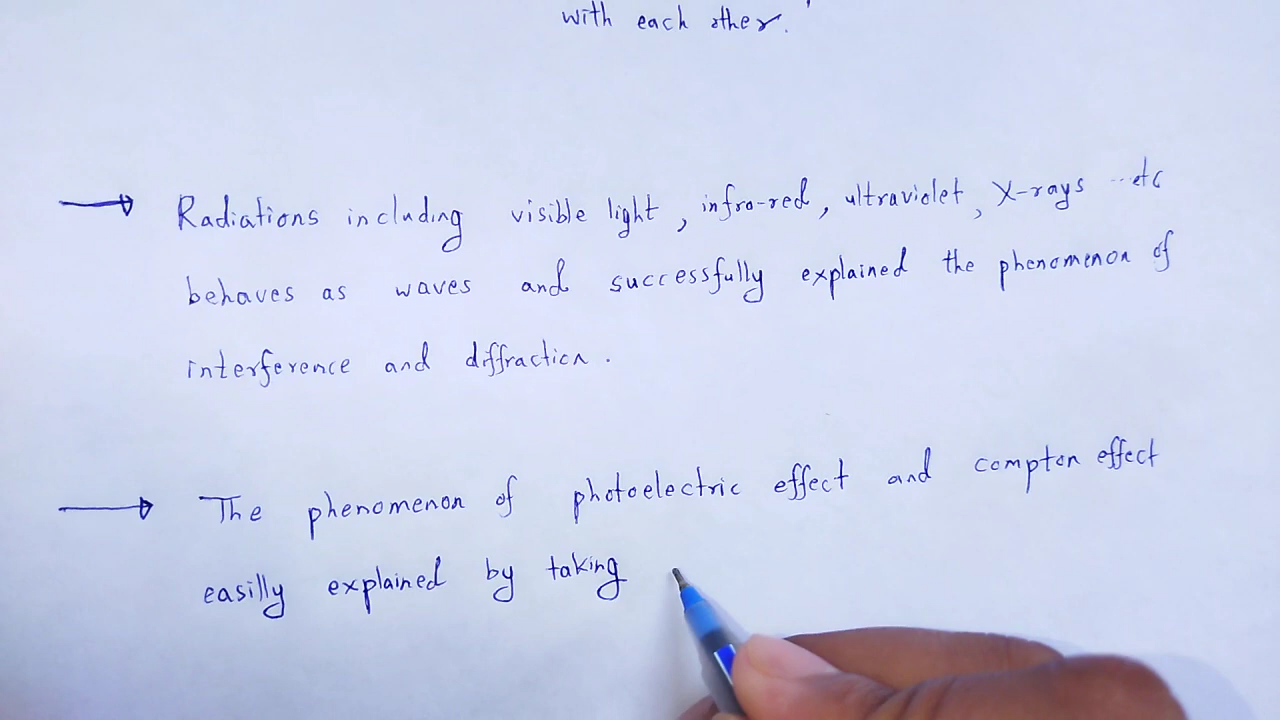 with each other.
→ Radiations including visible light, infra-red, ultraviolet, X-rays ...etc
behaves as waves and successfully explained the phenomenon of
interference and diffraction.
→ The phenomenon of photoelectric effect and compton effect
easilly explained by taking